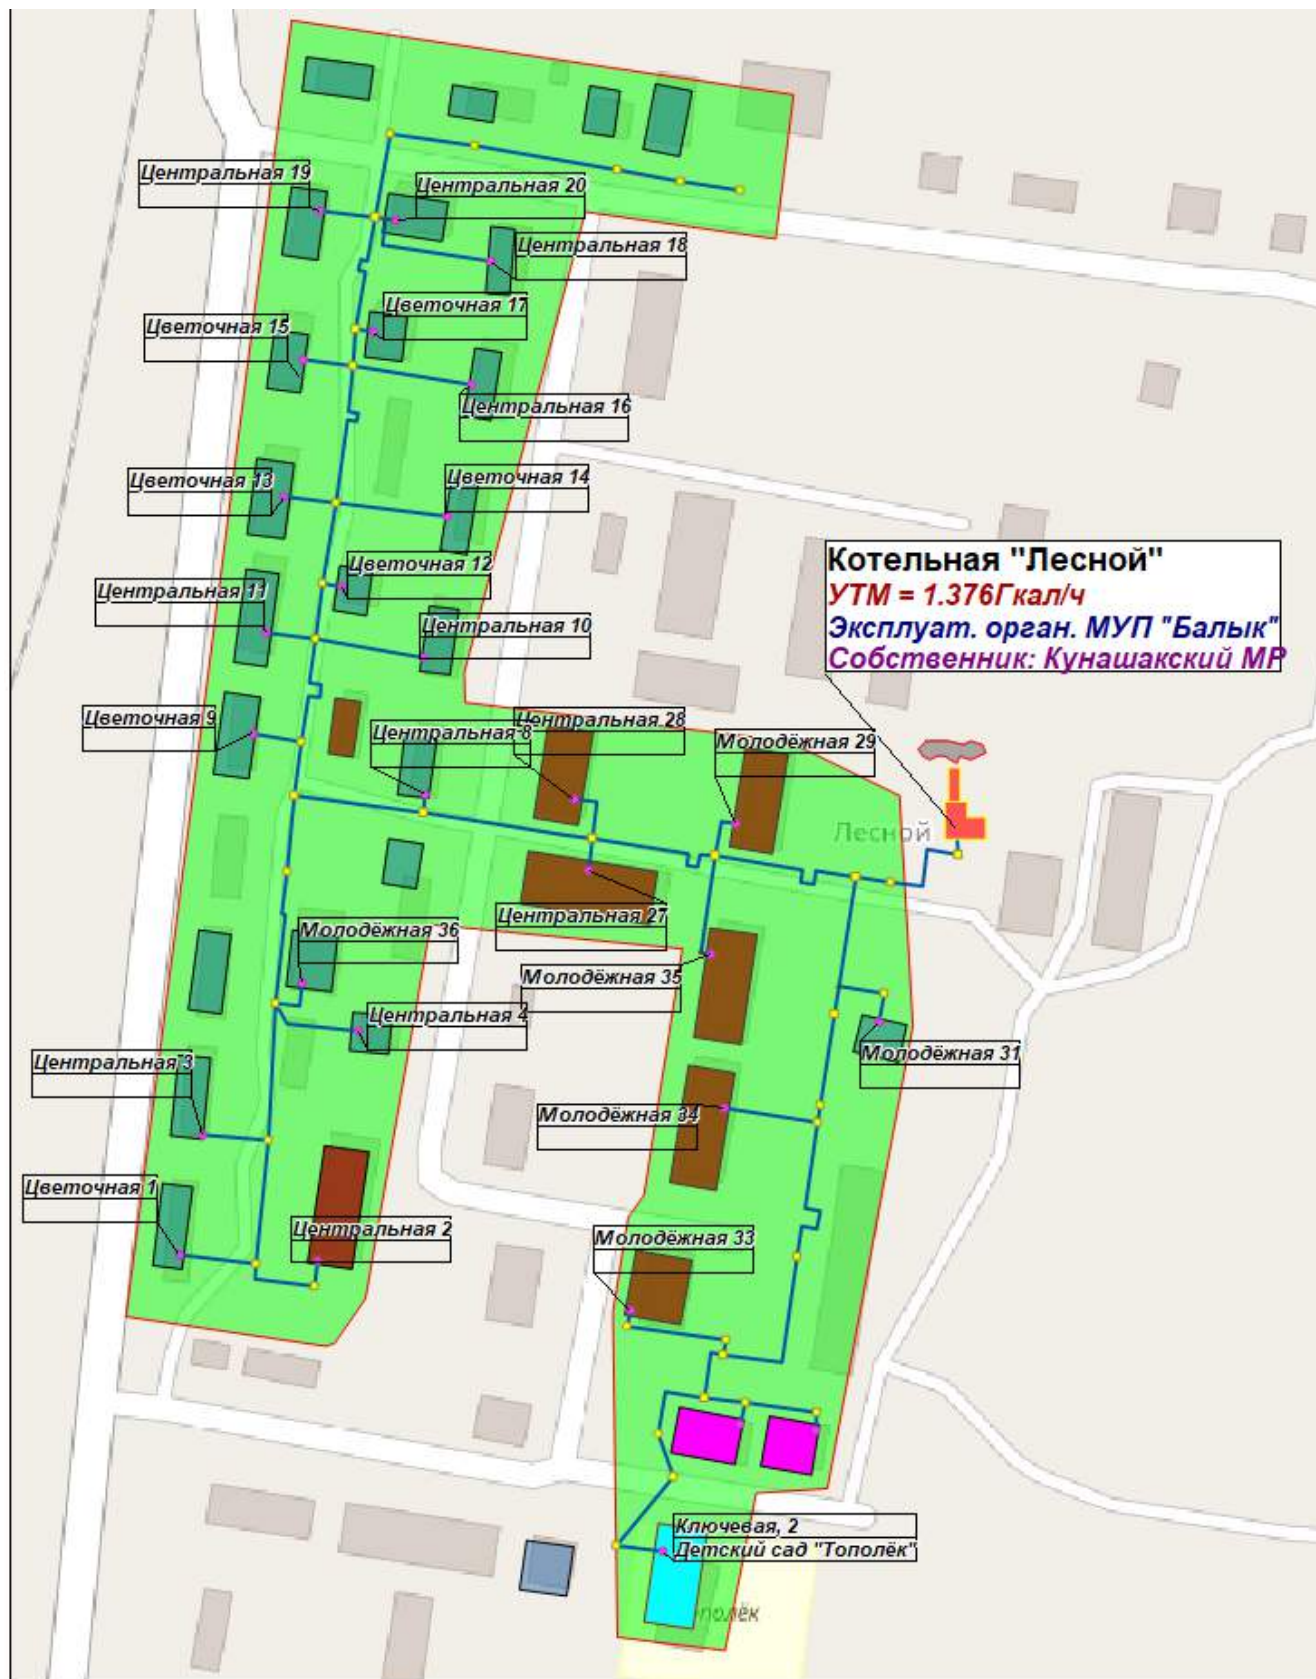 Центральная 19
Центральная 20
Центральная 18
Цветочная 17
Цветочная 15
Центральная 16
Цветочная 13
Цветочная 14
Цветочная 12
Центральная 11
Центральная 10
Котельная "Лесной"
УТМ = 1.376Гкал/ч
Эксплуат. орган. МУП "Балык"
Собственник: Кунашакский МР
Цветочная 9
Центральная 8
Центральная 28
Молодёжная 29
Лесной
Центральная 27
Молодёжная 36
Молодёжная 35
Центральная 4
Центральная 3
Молодёжная 31
Молодёжная 34
Цветочная 1
Центральная 2
Молодёжная 33
Ключевая, 2
Детский сад "Тополёк"
полёк